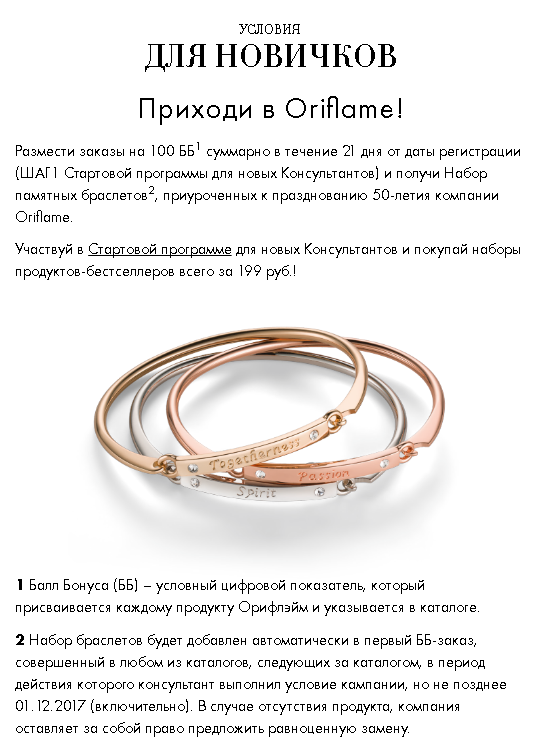 УСЛОВИЯ
ДЛЯ НОВИЧКОВ
Приходи в Oriflame!
Размести заказы на 100 ББ¹ суммарно в течение 21 дня от даты регистрации
(ШАГ1 Стартовой программы для новых Консультантов) и получи Набор
памятных браслетов², приуроченных к празднованию 50-летия компании
Oriflame.
Участвуй в Стартовой программе для новых Консультантов и покупай наборы
продуктов-бестселлеров всего за 199 руб.!
Togetherness
Passion
Spirit
1 Балл Бонуса (ББ) – условный цифровой показатель, который
присваивается каждому продукту Орифлэйм и указывается в каталоге.
2 Набор браслетов будет добавлен автоматически в первый ББ-заказ,
совершенный в любом из каталогов, следующих за каталогом, в период
действия которого консультант выполнил условие кампании, но не позднее
01.12.2017 (включительно). В случае отсутствия продукта, компания
оставляет за собой право предложить равноценную замену.